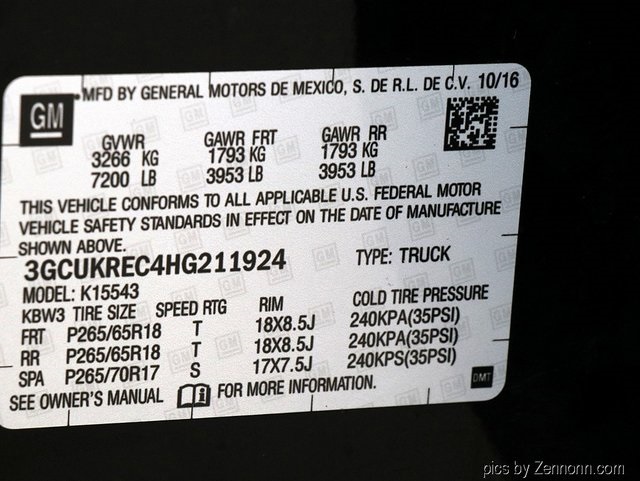 MFD BY GENERAL MOTORS DE MEXICO, S. DE R.L. DE C.V. 10/16
GM
GVWR GAWR FRT GAWR RR
3266 KG 1793 KG 1793 KG
7200 LB 3953 LB 3953 LB
THIS VEHICLE CONFORMS TO ALL APPLICABLE U.S. FEDERAL MOTOR
VEHICLE SAFETY STANDARDS IN EFFECT ON THE DATE OF MANUFACTURE
SHOWN ABOVE.
3GCUKREC4HG211924 TYPE: TRUCK
MODEL: K15543
KBW3 TIRE SIZE SPEED RTG RIM COLD TIRE PRESSURE
FRT P265/65R18 T 18X8.5J 240KPA(35PSI)
RR P265/65R18 T 18X8.5J 240KPA(35PSI)
SPA P265/70R17 S 17X7.5J 240KPS(35PSI)
SEE OWNER'S MANUAL FOR MORE INFORMATION.
DMT
pics by Zennonn.com